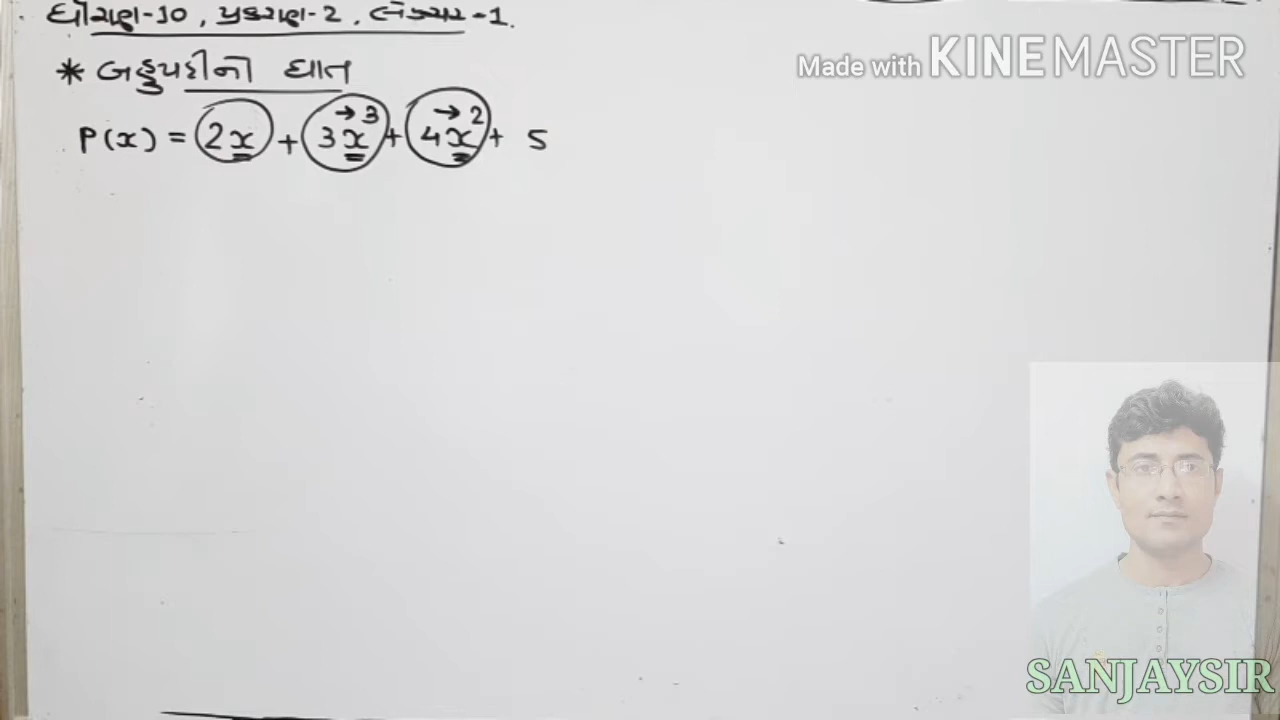 ધોરણ-10, પ્રકરણ-2, લેક્ચર-1.
* બહુપદીની ઘાત
P(x) = 2x + 3x³ + 4x² + 5
Made with KINEMASTER
SANJAYSIR